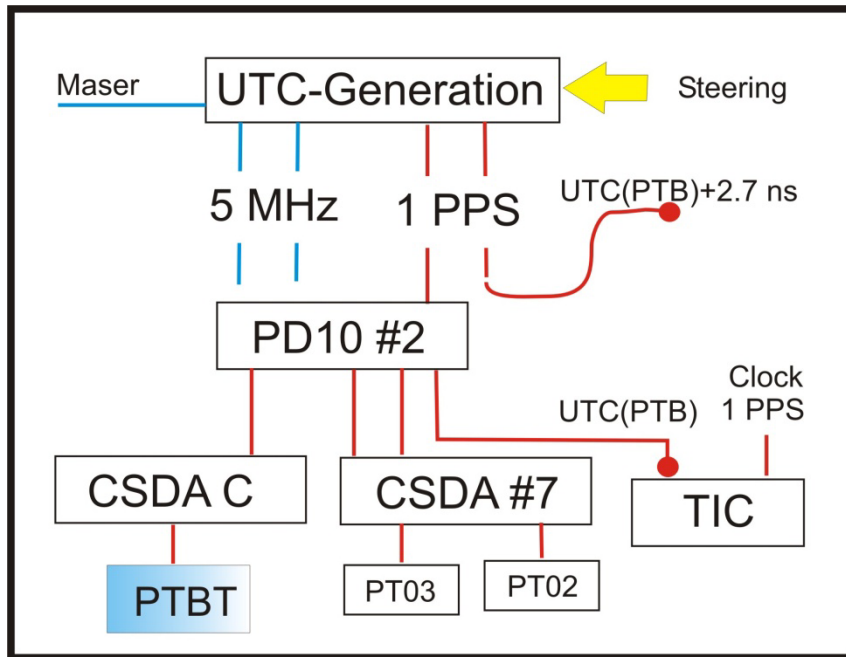 Maser
UTC-Generation
Steering
5 MHz
1 PPS
UTC(PTB)+2.7 ns
PD10 #2
Clock
1 PPS
UTC(PTB)
CSDA C
CSDA #7
TIC
PTBT
PT03
PT02